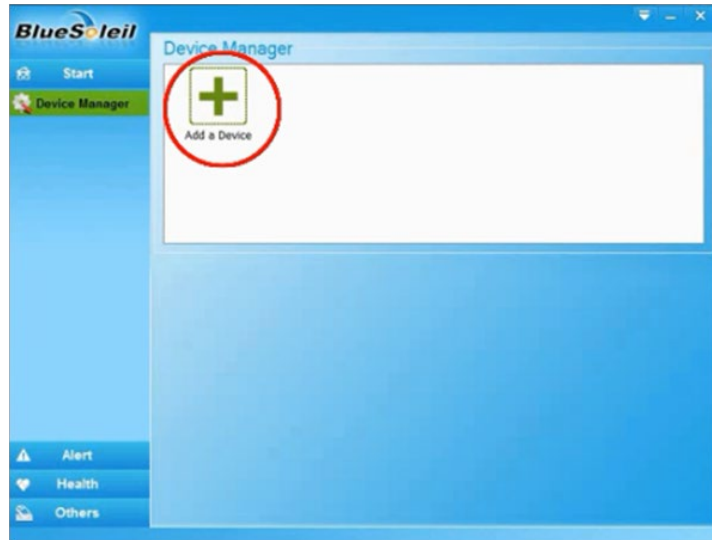 BlueSoleil
Start
Device Manager
Alert
Health
Others
Device Manager
Add a Device